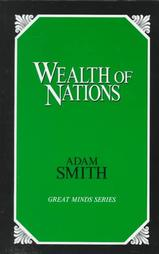 WEALTH OF
NATIONS
ADAM
SMITH
GREAT MINDS SERIES